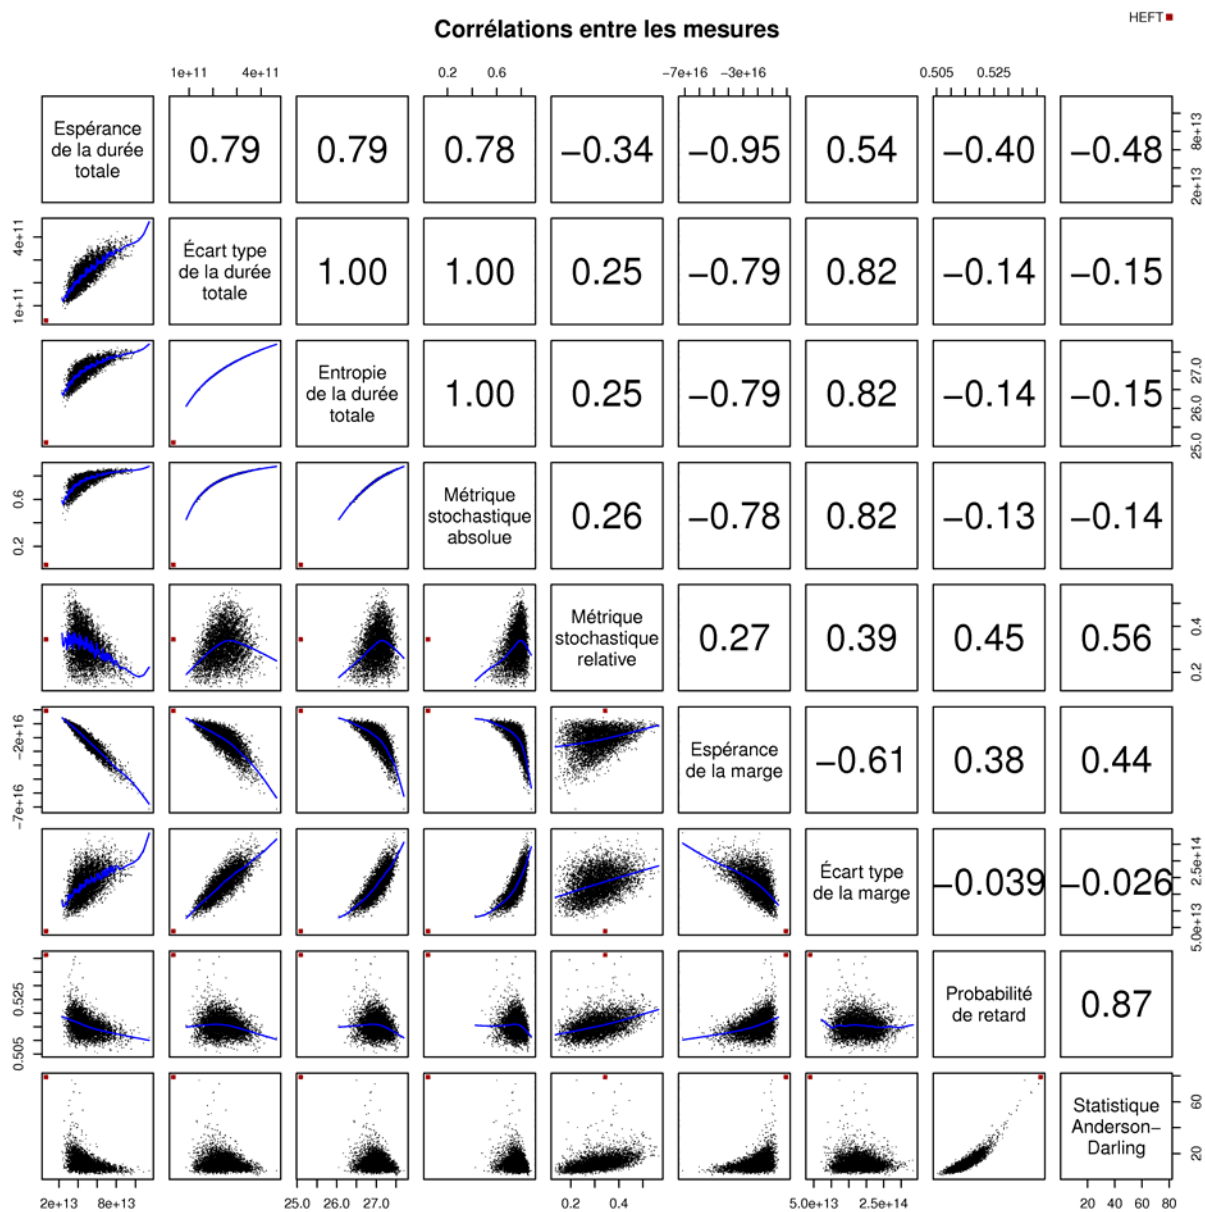 HEFT
Corrélations entre les mesures
1e+11 4e+11 0.2 0.6 −7e+16 −3e+16 0.505 0.525
Espérance
de la durée
totale
0.79 0.79 0.78 −0.34 −0.95 0.54 −0.40 −0.48
2e+13 8e+13
1e+11 4e+11
Écart type
de la durée
totale
1.00 1.00 0.25 −0.79 0.82 −0.14 −0.15
Entropie
de la durée
totale
1.00 0.25 −0.79 0.82 −0.14 −0.15
25.0 26.0 27.0
0.2 0.6
Métrique
stochastique
absolue
0.26 −0.78 0.82 −0.13 −0.14
Métrique
stochastique
relative
0.27 0.39 0.45 0.56
0.2 0.4
−7e+16 −2e+16
Espérance
de la marge
−0.61 0.38 0.44
Écart type
de la marge
−0.039 −0.026
5.0e+13 2.5e+14
0.505 0.525
Probabilité
de retard
0.87
Statistique
Anderson−
Darling
20 60
2e+13 8e+13 25.0 26.0 27.0 0.2 0.4 5.0e+13 2.5e+14 20 40 60 80